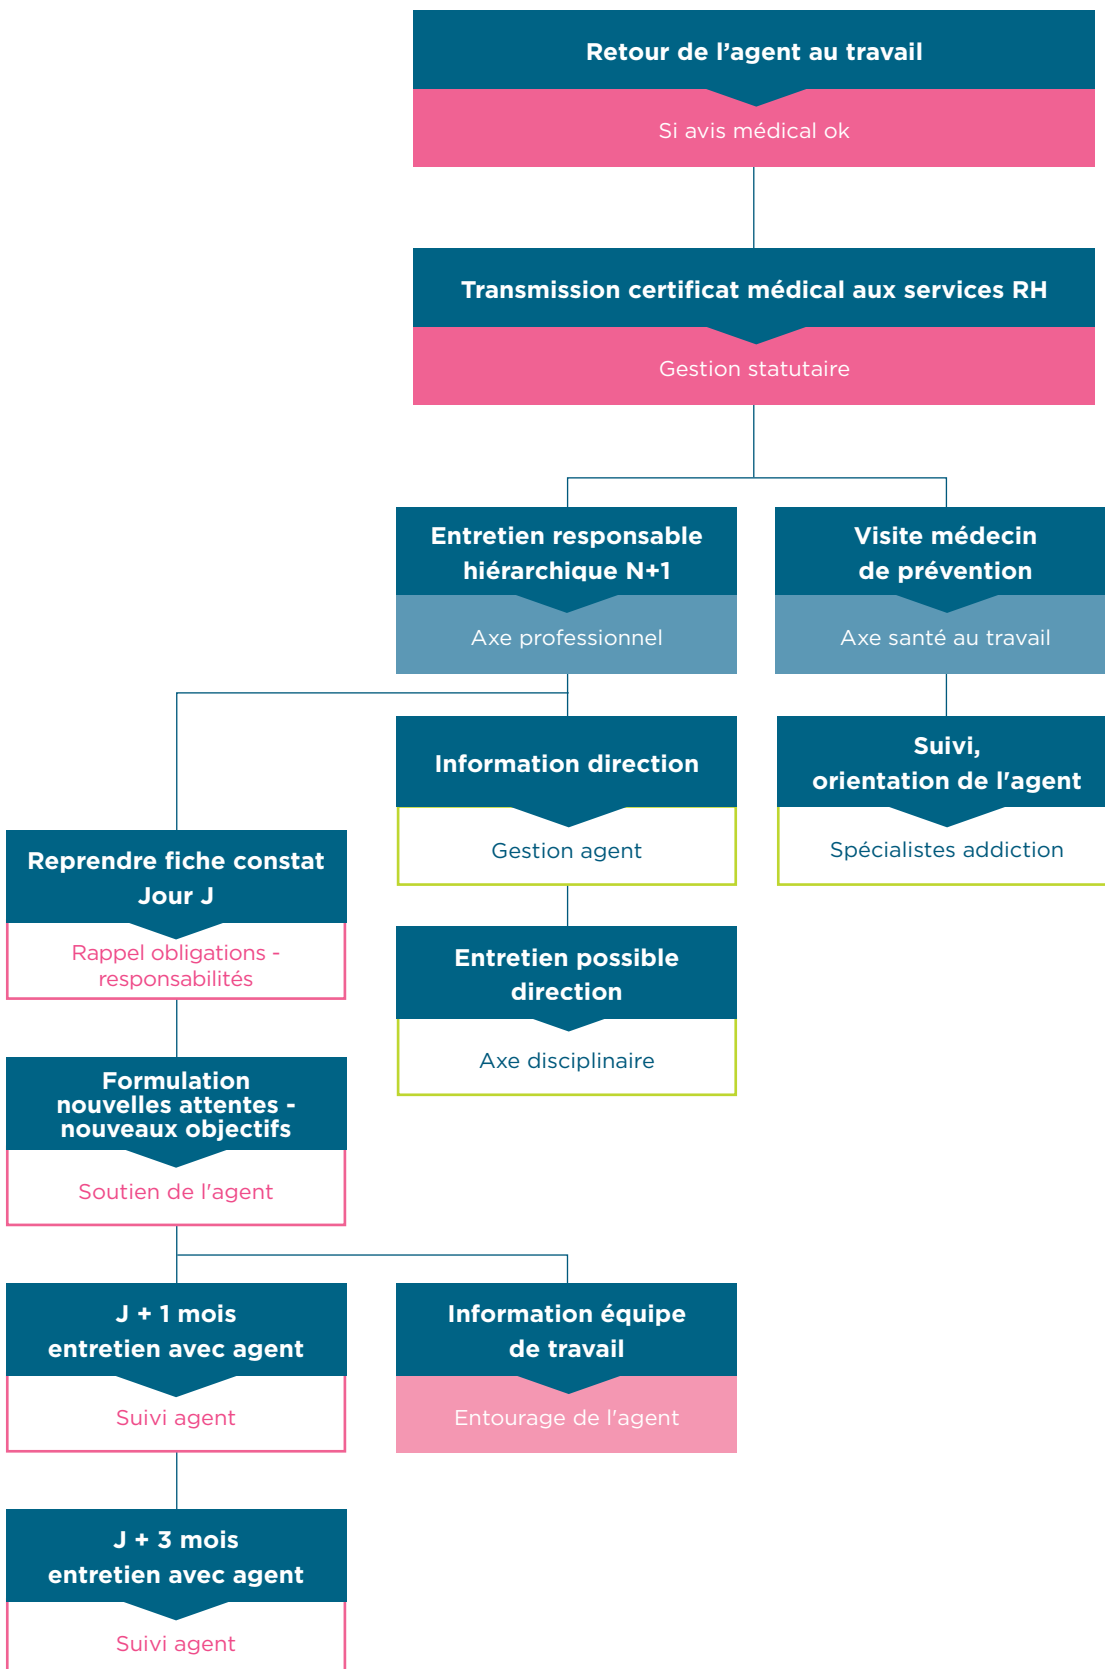 Retour de l’agent au travail
Si avis médical ok
Transmission certificat médical aux services RH
Gestion statutaire
Entretien responsable
hiérarchique N+1
Axe professionnel
Visite médecin
de prévention
Axe santé au travail
Information direction
Gestion agent
Suivi,
orientation de l'agent
Spécialistes addiction
Reprendre fiche constat
Jour J
Rappel obligations -
responsabilités
Entretien possible
direction
Axe disciplinaire
Formulation
nouvelles attentes -
nouveaux objectifs
Soutien de l'agent
J + 1 mois
entretien avec agent
Suivi agent
Information équipe
de travail
Entourage de l'agent
J + 3 mois
entretien avec agent
Suivi agent